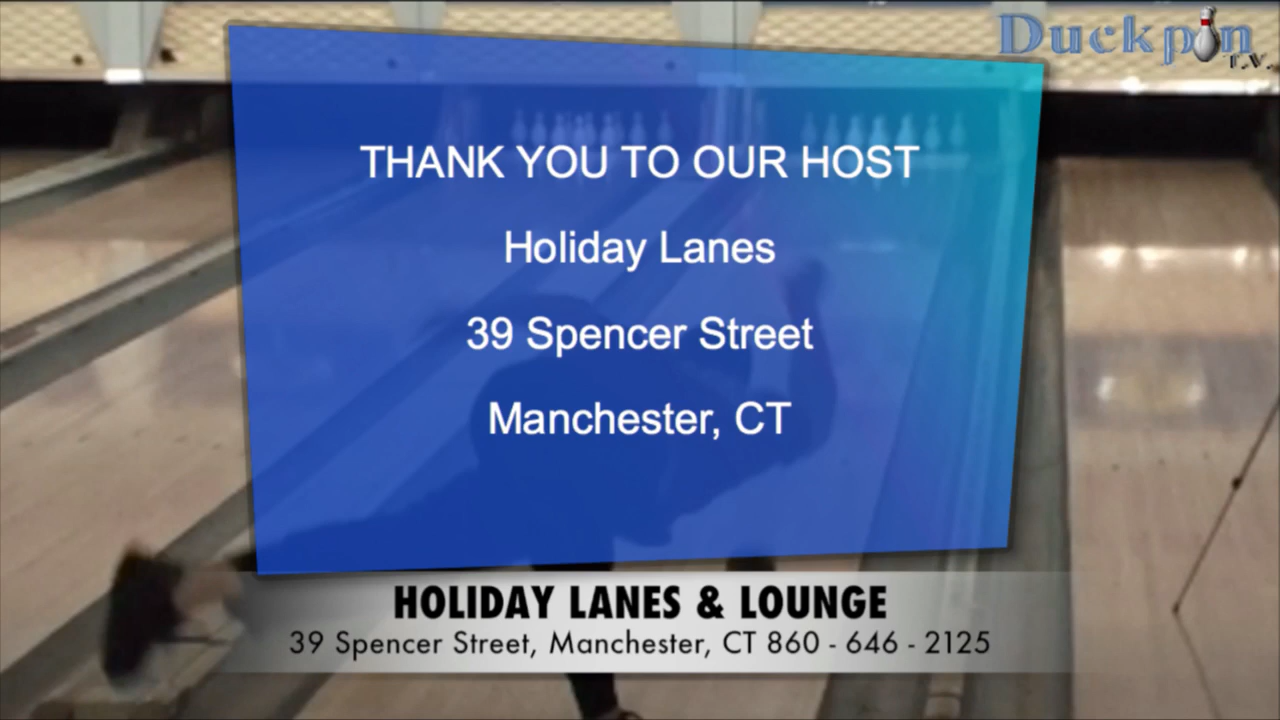 Duckpin
T.V.
THANK YOU TO OUR HOST
Holiday Lanes
39 Spencer Street
Manchester, CT
HOLIDAY LANES & LOUNGE
39 Spencer Street, Manchester, CT 860 - 646 - 2125